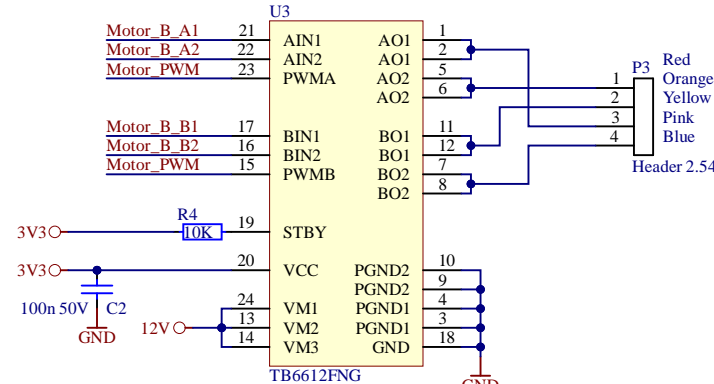 U3
Motor_B_A1 21 AIN1 AO1 1
Motor_B_A2 22 AIN2 AO1 2
Motor_PWM 23 PWMA AO2 5
AO2 6
Motor_B_B1 17 BIN1 BO1 11
Motor_B_B2 16 BIN2 BO1 12
Motor_PWM 15 PWMB BO2 7
BO2 8
P3
1 Red
2 Orange
3 Yellow
4 Pink
Blue
Header 2.54
R4
3V3 10K 19 STBY
3V3 20 VCC PGND2 10
PGND2 9
100n 50V C2
GND
24 VM1 PGND1 4
12V 13 VM2 PGND1 3
14 VM3 GND 18
TB6612FNG
GND